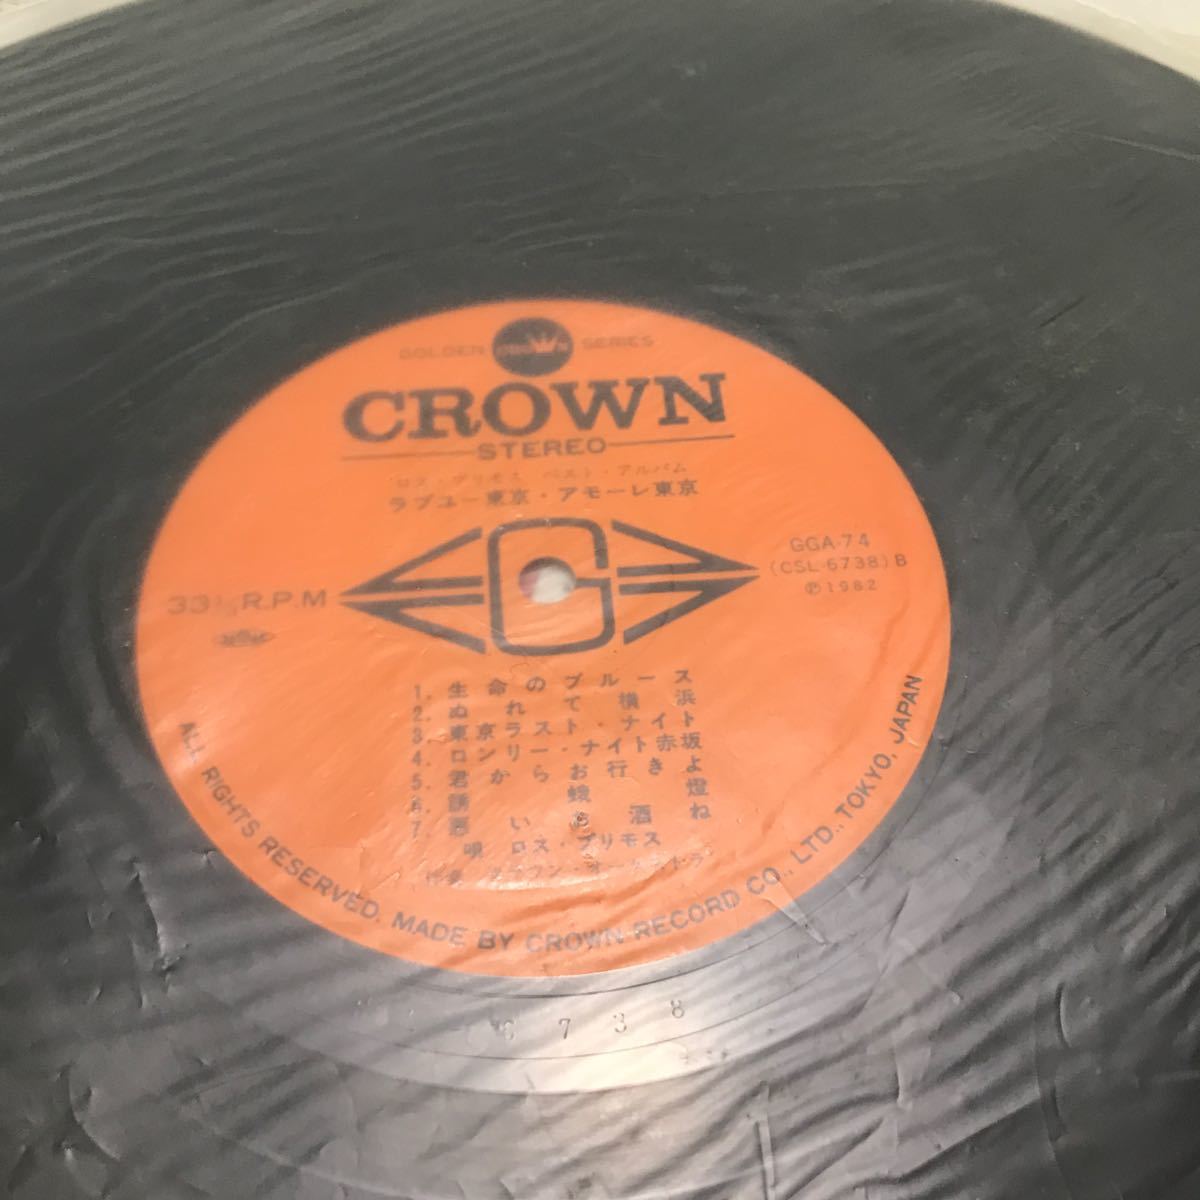 GOLDEN CROWN SERIES
CROWN
STEREO
ロス・プリモス ベスト・アルバム
ラブユー東京・アモーレ東京
G
GGA-74
(CSL-6738) B
℗1982
33⅓ R.P.M
1. 生命のブルース
2. ぬれて横浜
3. 東京ラスト・ナイト
4. ロンリー・ナイト赤坂
5. 君からお行きよ
6. 誘蛾燈
7. 悪いお酒ね
唄 ロス・プリモス
ALL RIGHTS RESERVED. MADE BY CROWN RECORD CO., LTD., TOKYO, JAPAN
6738